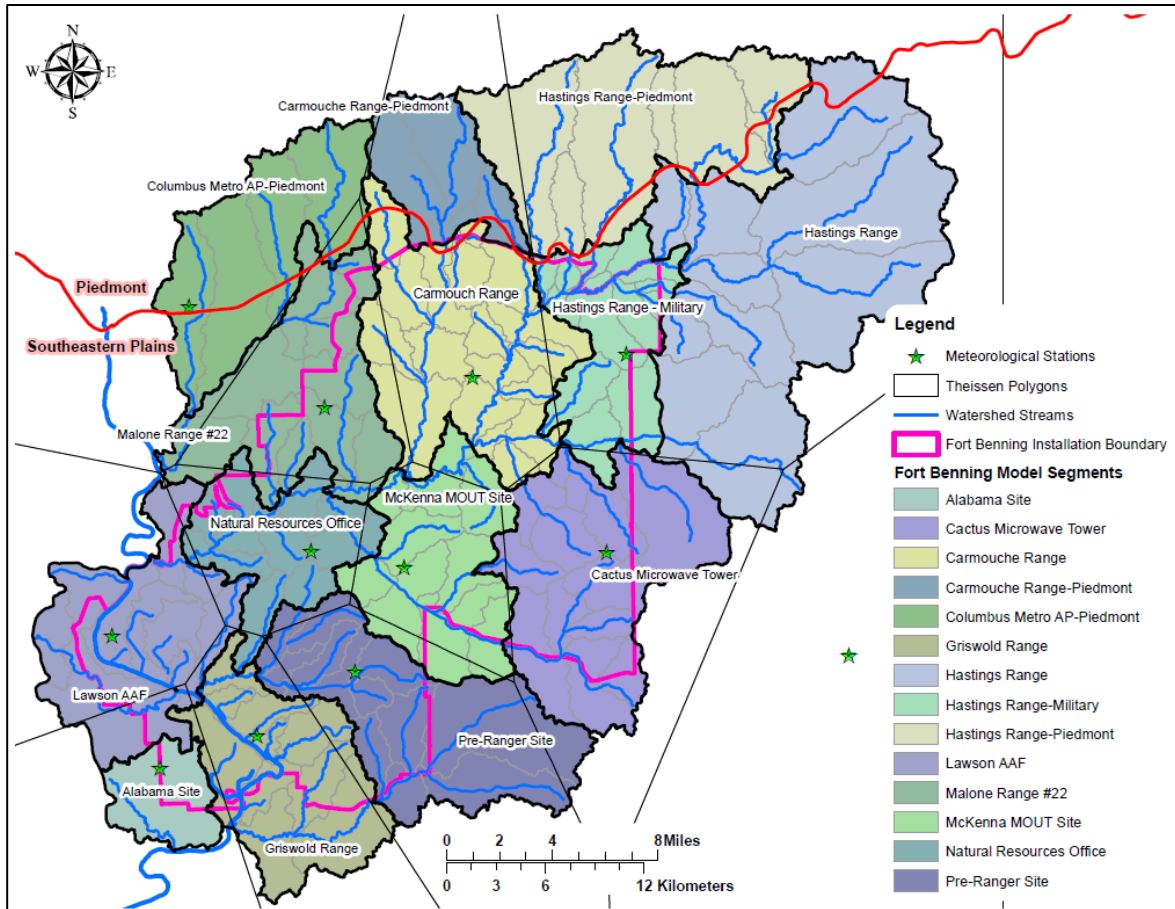 N
W
E
S
Carmouche Range-Piedmont
Hastings Range-Piedmont
Columbus Metro AP-Piedmont
Hastings Range
Piedmont
Carmouch Range
Hastings Range - Military
Southeastern Plains
Malone Range #22
McKenna MOUT Site
Natural Resources Office
Cactus Microwave Tower
Lawson AAF
Pre-Ranger Site
Alabama Site
Griswold Range
0 2 4 8 Miles
0 3 6 12 Kilometers
Legend
Meteorological Stations
Theissen Polygons
Watershed Streams
Fort Benning Installation Boundary
Fort Benning Model Segments
Alabama Site
Cactus Microwave Tower
Carmouche Range
Carmouche Range-Piedmont
Columbus Metro AP-Piedmont
Griswold Range
Hastings Range
Hastings Range-Military
Hastings Range-Piedmont
Lawson AAF
Malone Range #22
McKenna MOUT Site
Natural Resources Office
Pre-Ranger Site